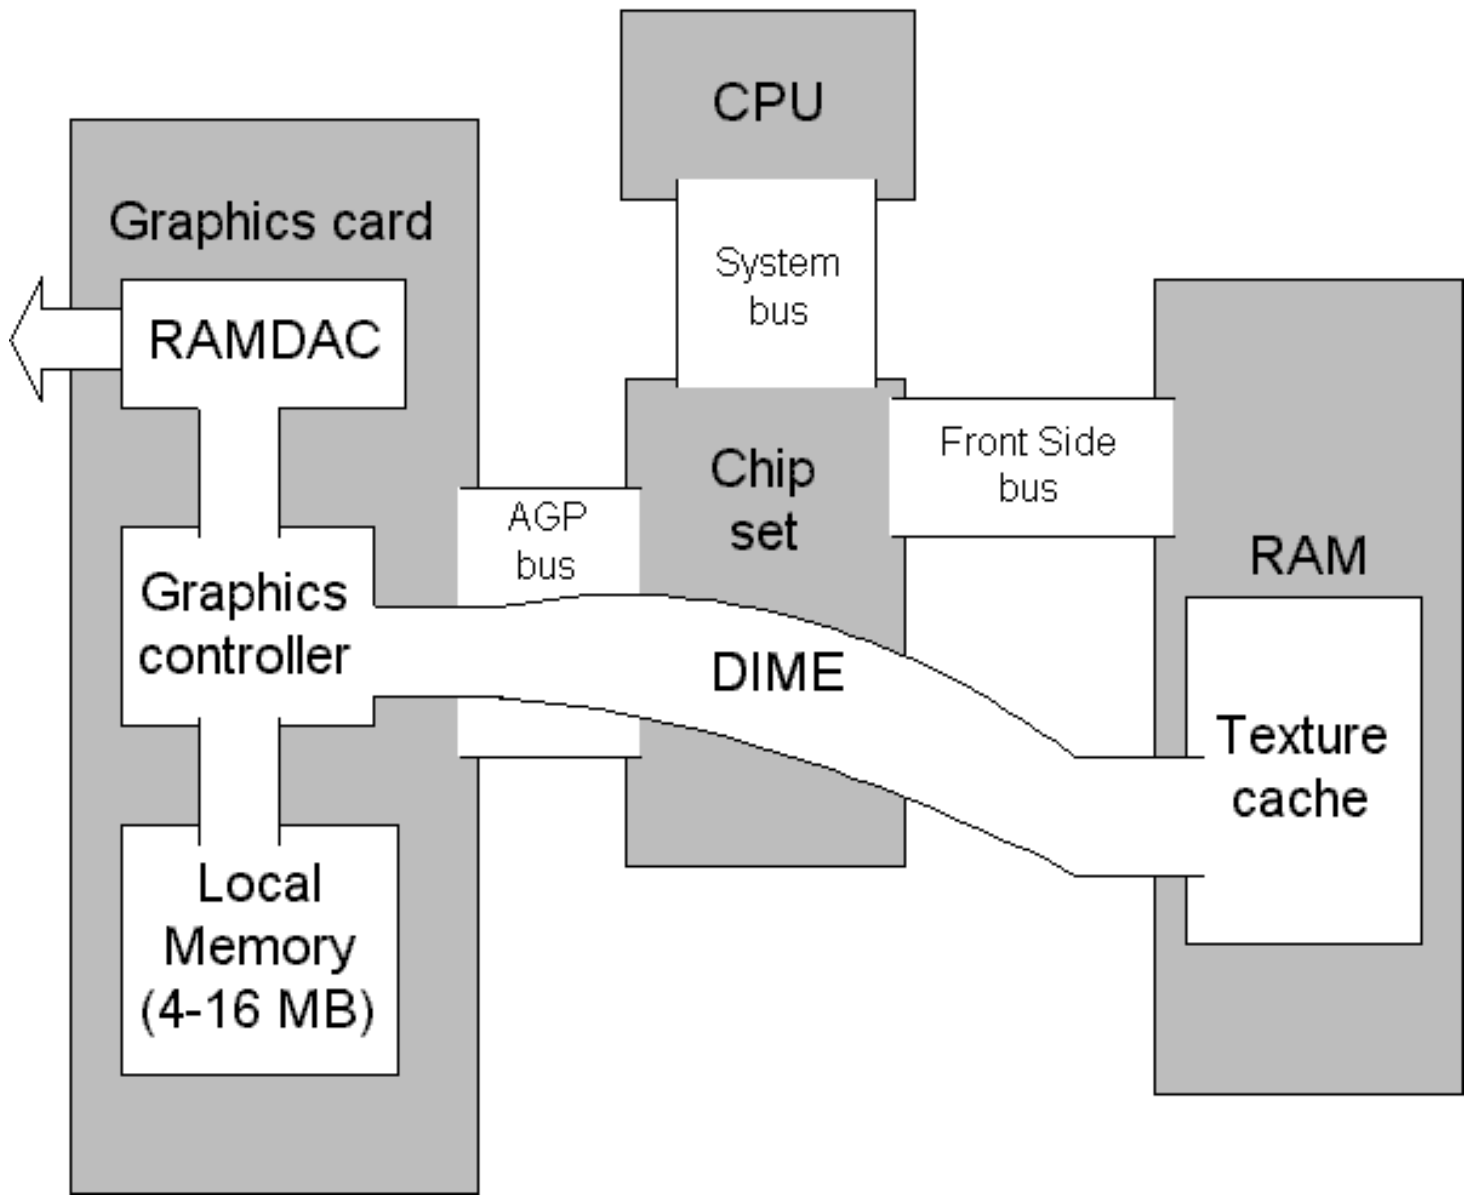 CPU
Graphics card
System
bus
RAMDAC
Front Side
bus
Chip
set
AGP
bus
RAM
Graphics
controller
DIME
Texture
cache
Local
Memory
(4-16 MB)